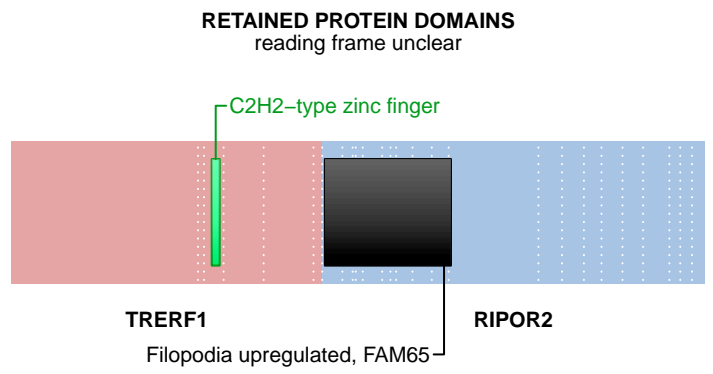 RETAINED PROTEIN DOMAINS
reading frame unclear
C2H2−type zinc finger
TRERF1
RIPOR2
Filopodia upregulated, FAM65